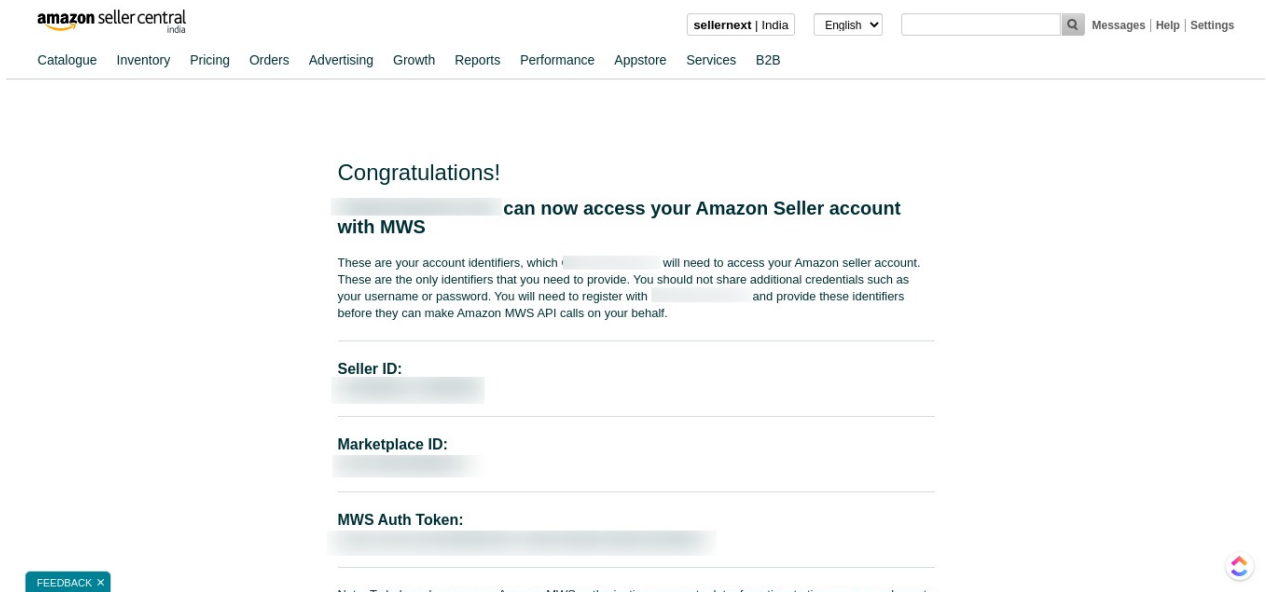 amazon seller central
india
sellernext | India
English
Messages | Help | Settings
Catalogue Inventory Pricing Orders Advertising Growth Reports Performance Appstore Services B2B
Congratulations!
can now access your Amazon Seller account
with MWS
These are your account identifiers, which will need to access your Amazon seller account.
These are the only identifiers that you need to provide. You should not share additional credentials such as
your username or password. You will need to register with and provide these identifiers
before they can make Amazon MWS API calls on your behalf.
Seller ID:
Marketplace ID:
MWS Auth Token:
FEEDBACK ×